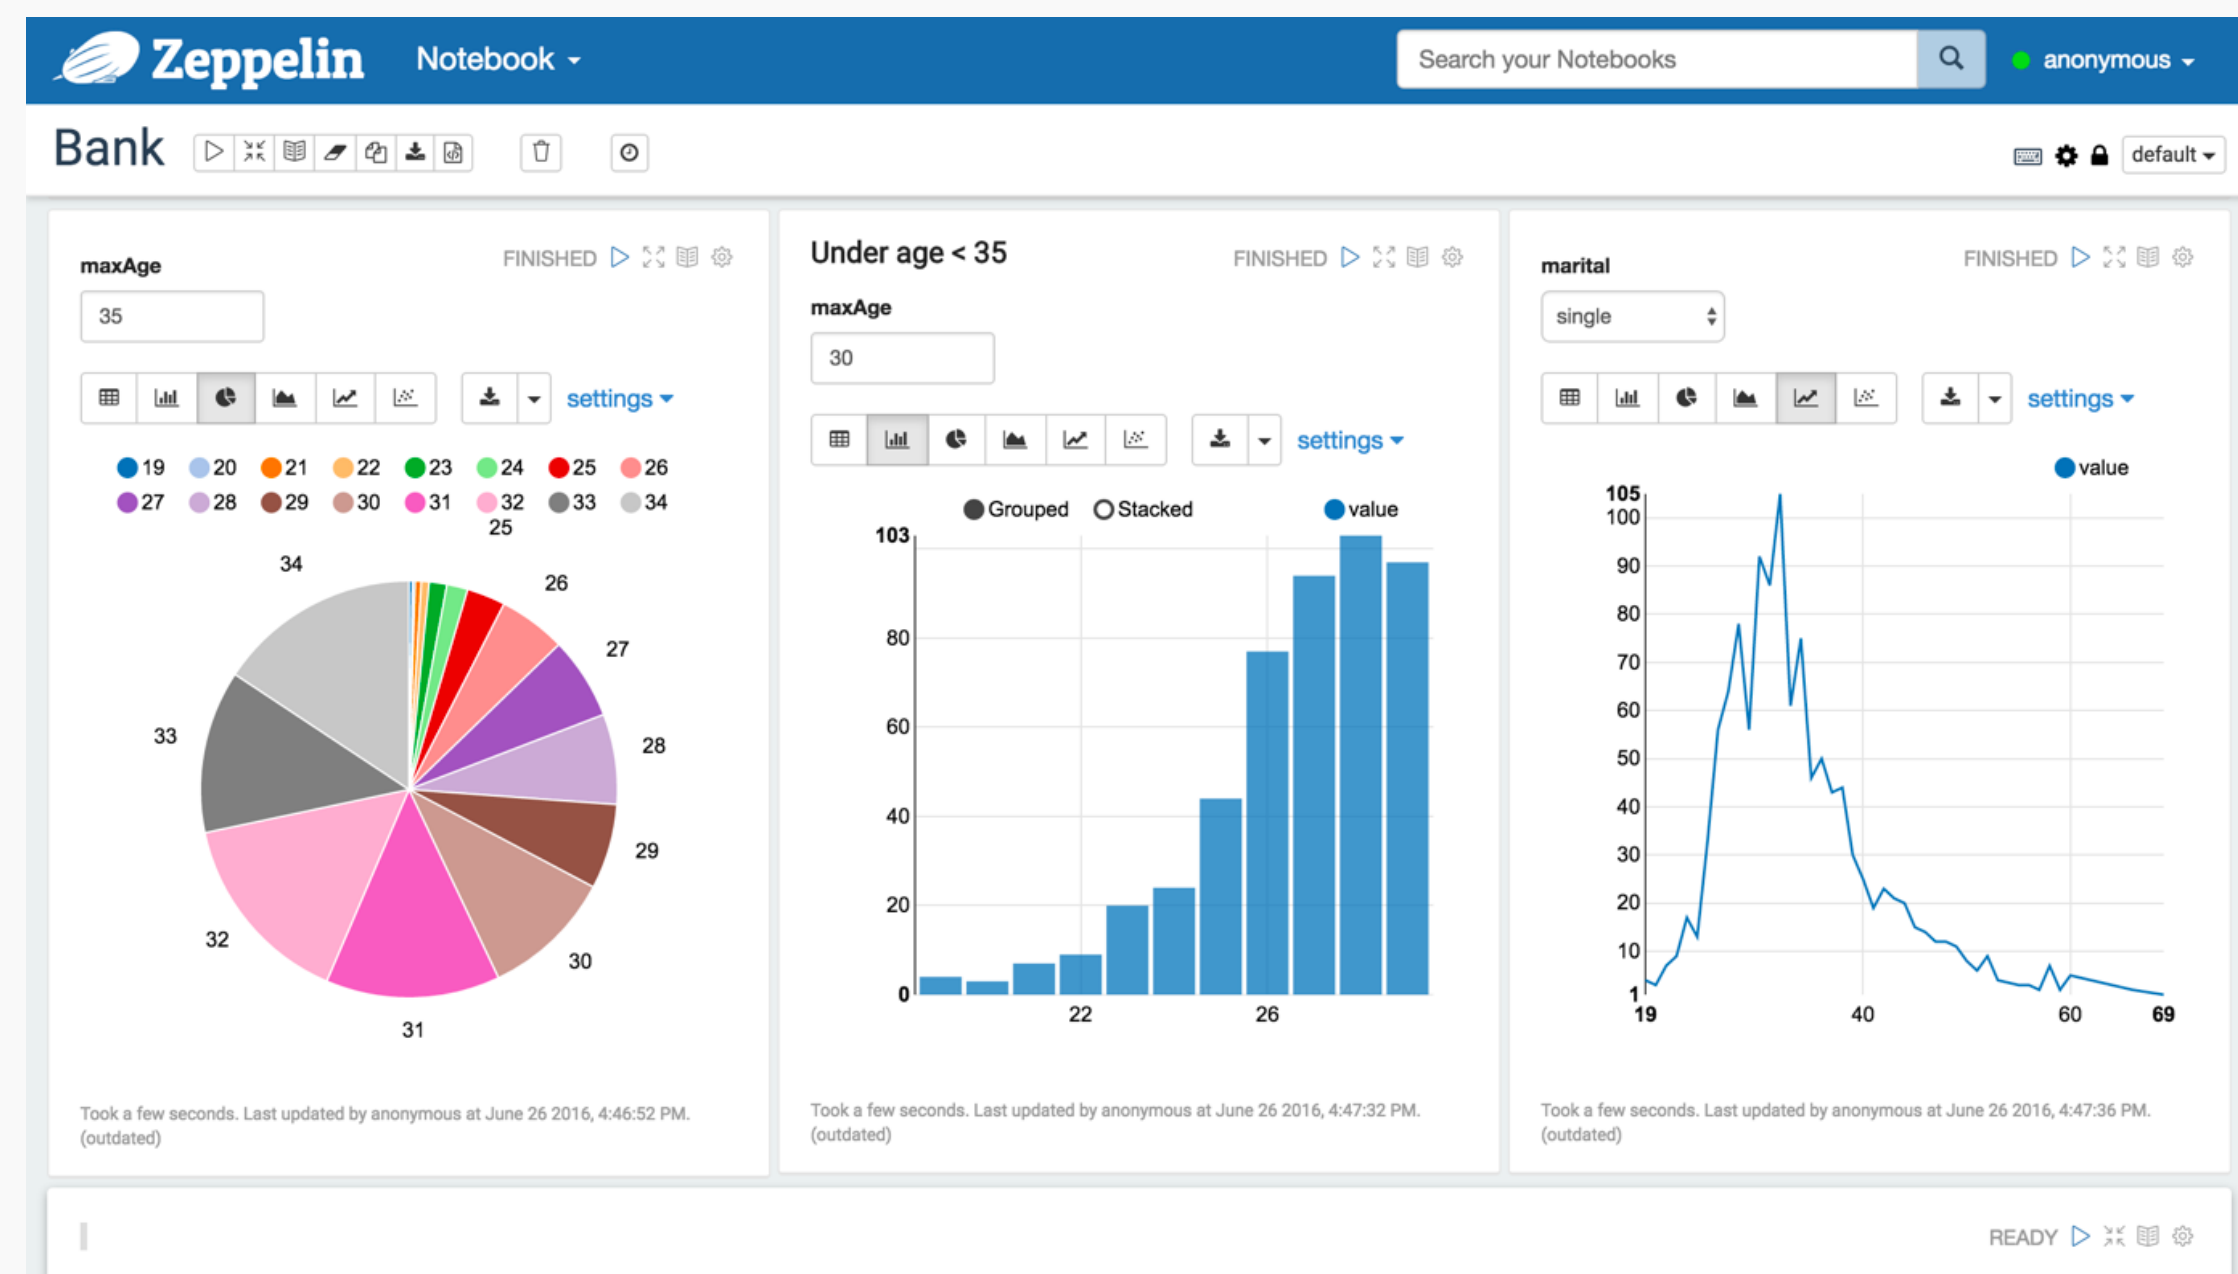 Zeppelin Notebook Search your Notebooks anonymous
Bank default
maxAge FINISHED
35
settings
19 20 21 22 23 24 25 26
27 28 29 30 31 32 33 34
25
34
26
27
33
28
29
32
30
31
Took a few seconds. Last updated by anonymous at June 26 2016, 4:46:52 PM.
(outdated)
Under age < 35 FINISHED
maxAge
30
settings
Grouped Stacked value
103
80
60
40
20
0
22 26
Took a few seconds. Last updated by anonymous at June 26 2016, 4:47:32 PM.
(outdated)
marital FINISHED
single
settings
value
105
100
90
80
70
60
50
40
30
20
10
1
19 40 60 69
Took a few seconds. Last updated by anonymous at June 26 2016, 4:47:36 PM.
(outdated)
READY